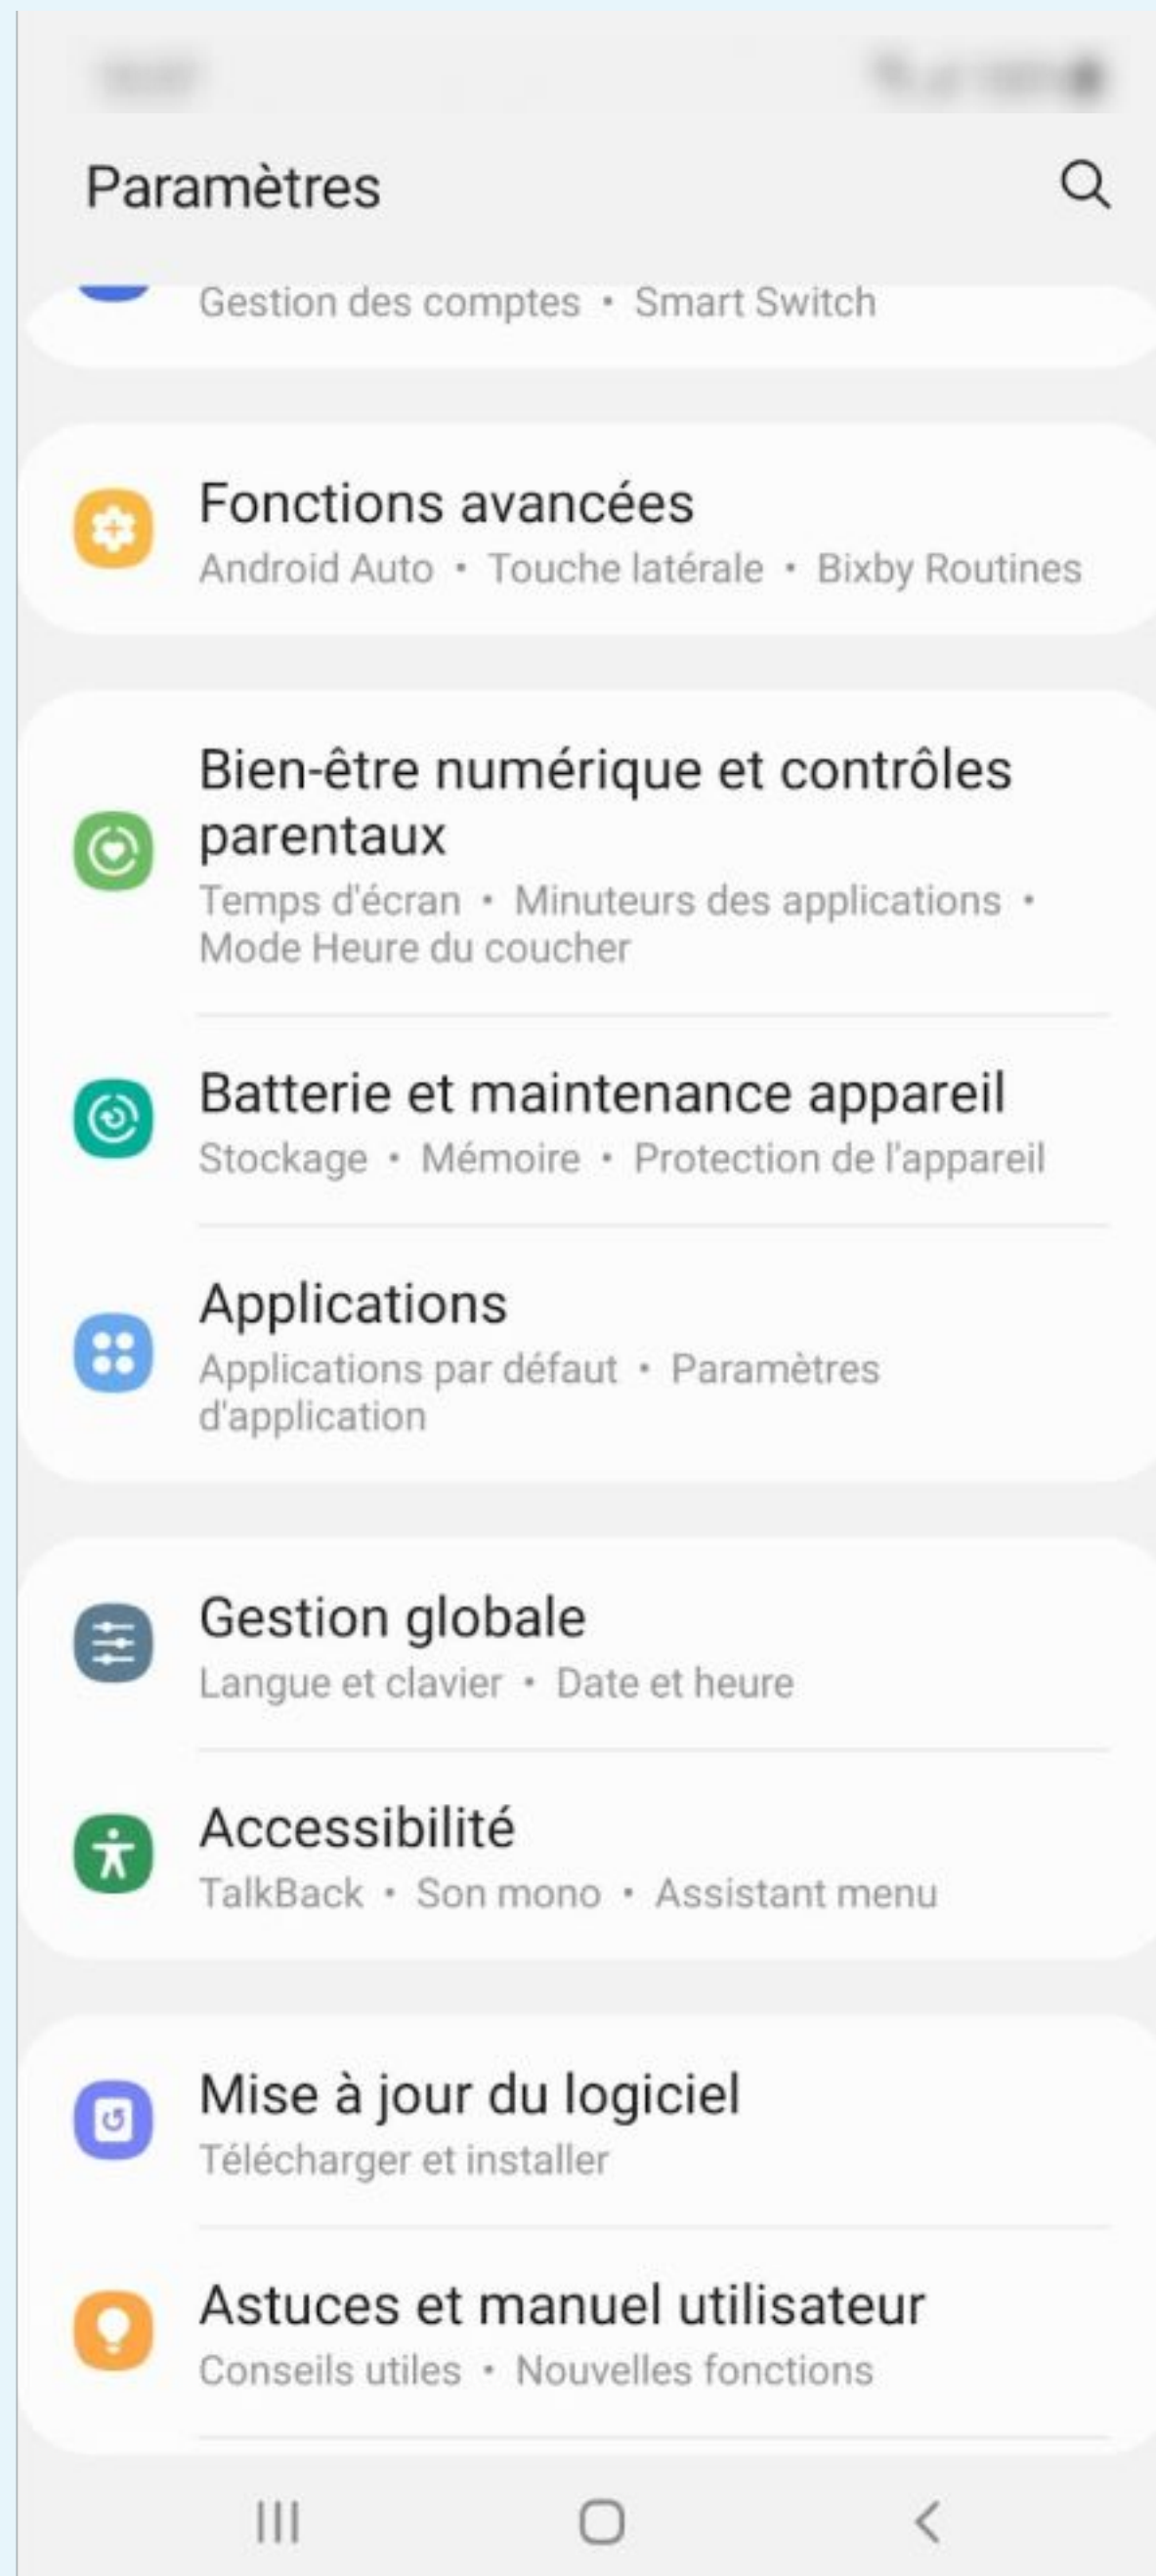 Paramètres
Gestion des comptes • Smart Switch
Fonctions avancées
Android Auto • Touche latérale • Bixby Routines
Bien-être numérique et contrôles
parentaux
Temps d'écran • Minuteurs des applications •
Mode Heure du coucher
Batterie et maintenance appareil
Stockage • Mémoire • Protection de l'appareil
Applications
Applications par défaut • Paramètres
d'application
Gestion globale
Langue et clavier • Date et heure
Accessibilité
TalkBack • Son mono • Assistant menu
Mise à jour du logiciel
Télécharger et installer
Astuces et manuel utilisateur
Conseils utiles • Nouvelles fonctions